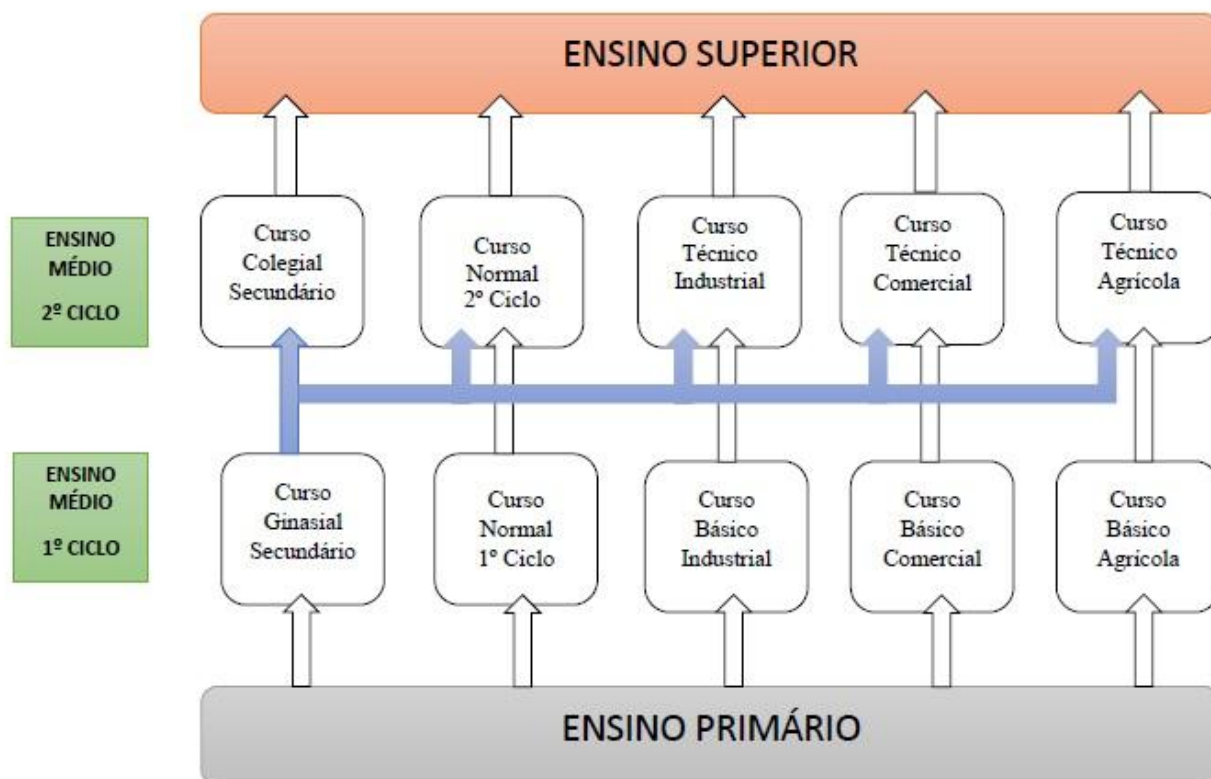 ENSINO SUPERIOR
ENSINO
MÉDIO
2º CICLO
Curso
Colegial
Secundário
Curso
Normal
2º Ciclo
Curso
Técnico
Industrial
Curso
Técnico
Comercial
Curso
Técnico
Agrícola
ENSINO
MÉDIO
1º CICLO
Curso
Ginasial
Secundário
Curso
Normal
1º Ciclo
Curso
Básico
Industrial
Curso
Básico
Comercial
Curso
Básico
Agrícola
ENSINO PRIMÁRIO